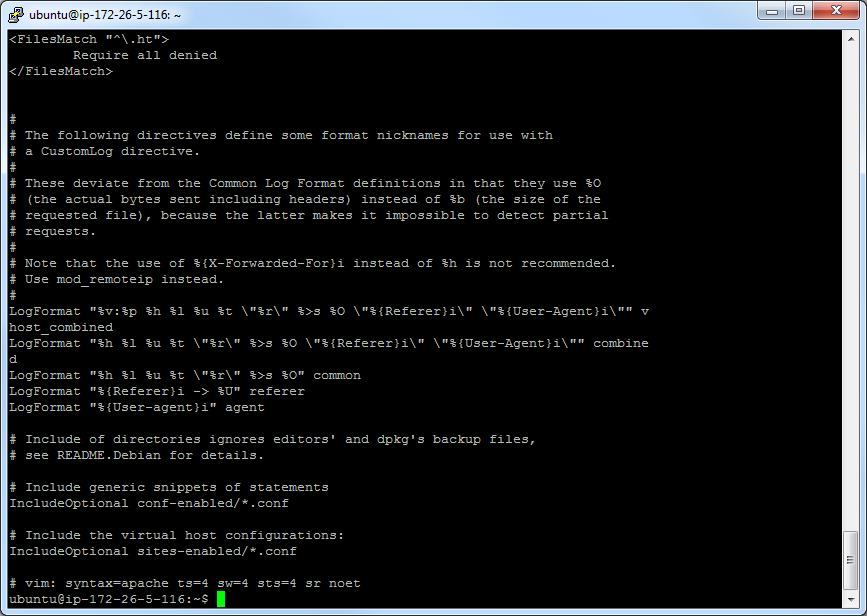 ubuntu@ip-172-26-5-116: ~
<FilesMatch "^\.ht">
        Require all denied
</FilesMatch>
#
# The following directives define some format nicknames for use with
# a CustomLog directive.
#
# These deviate from the Common Log Format definitions in that they use %O
# (the actual bytes sent including headers) instead of %b (the size of the
# requested file), because the latter makes it impossible to detect partial
# requests.
#
# Note that the use of %{X-Forwarded-For}i instead of %h is not recommended.
# Use mod_remoteip instead.
#
LogFormat "%v:%p %h %l %u %t \"%r\" %>s %O \"%{Referer}i\" \"%{User-Agent}i\"" v
host_combined
LogFormat "%h %l %u %t \"%r\" %>s %O \"%{Referer}i\" \"%{User-Agent}i\"" combine
d
LogFormat "%h %l %u %t \"%r\" %>s %O" common
LogFormat "%{Referer}i -> %U" referer
LogFormat "%{User-agent}i" agent
# Include of directories ignores editors' and dpkg's backup files,
# see README.Debian for details.
# Include generic snippets of statements
IncludeOptional conf-enabled/*.conf
# Include the virtual host configurations:
IncludeOptional sites-enabled/*.conf
# vim: syntax=apache ts=4 sw=4 sts=4 sr noet
ubuntu@ip-172-26-5-116:~$